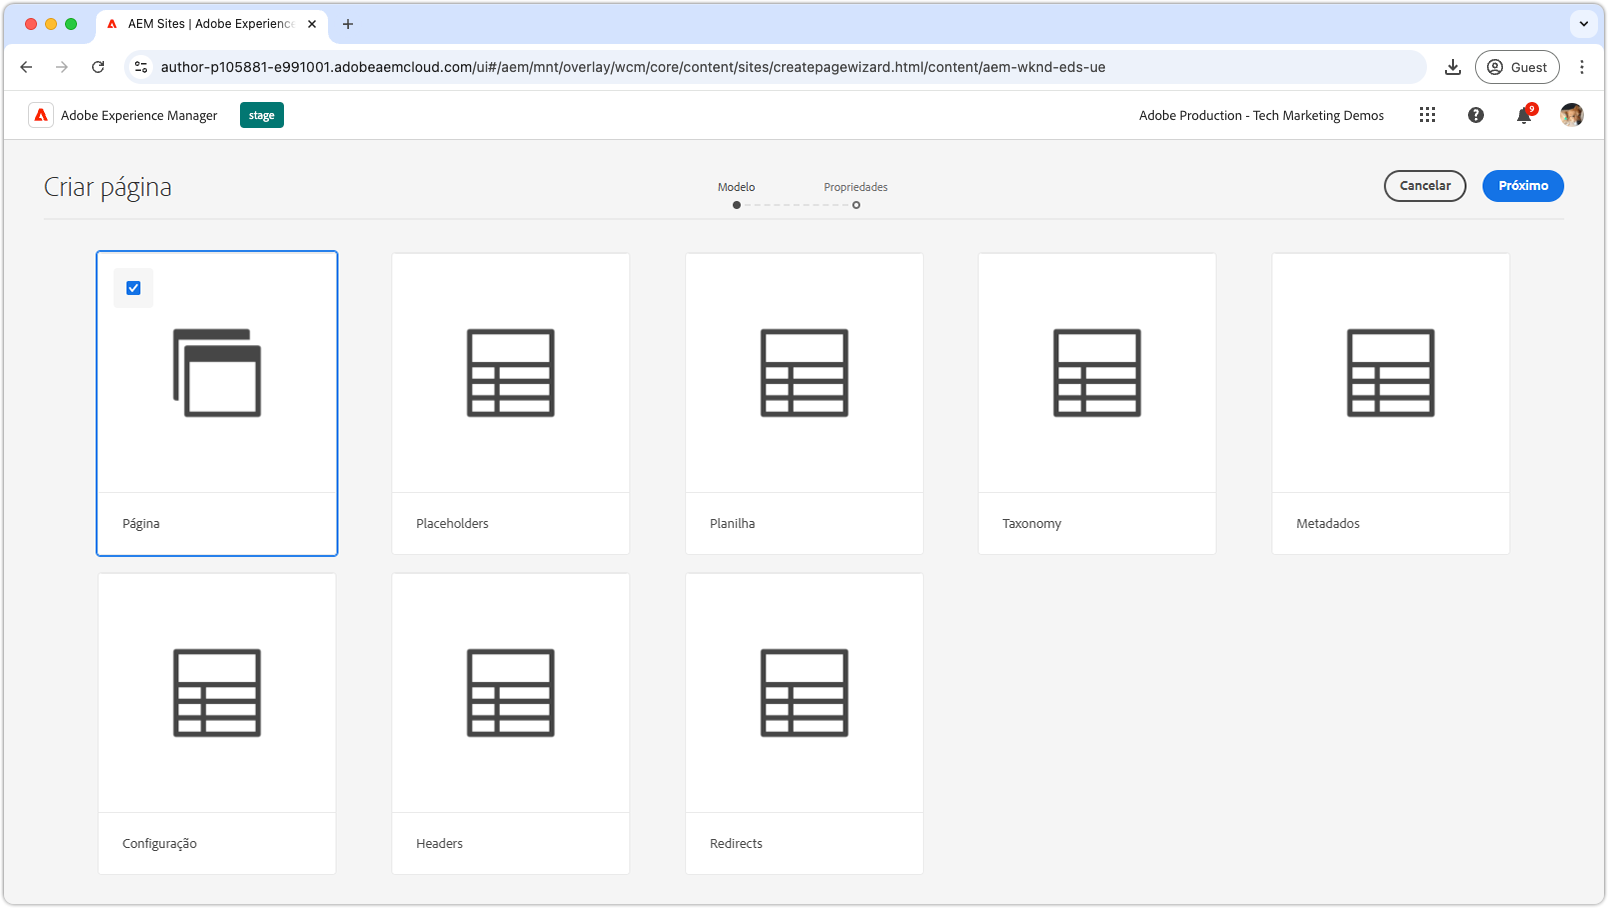 AEM Sites | Adobe Experience
author-p105881-e991001.adobeaemcloud.com/ui#/aem/mnt/overlay/wcm/core/content/sites/createpagewizard.html/content/aem-wknd-eds-ue
Guest
Adobe Experience Manager
stage
Adobe Production - Tech Marketing Demos
9
Criar página
Modelo
Propriedades
Cancelar
Próximo
Página
Placeholders
Planilha
Taxonomy
Metadados
Configuração
Headers
Redirects